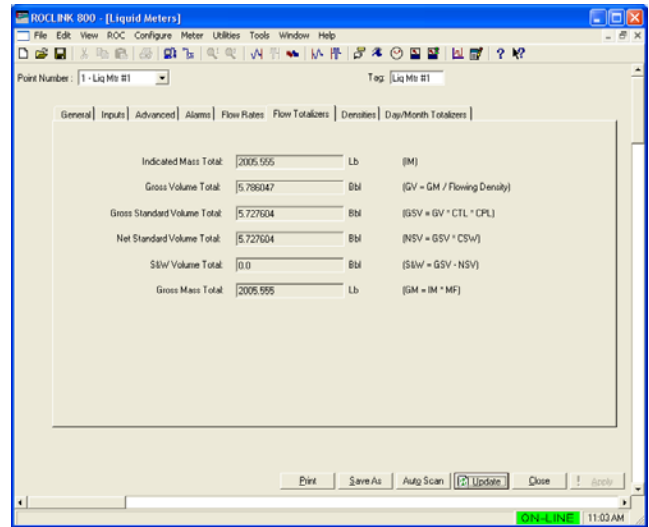 ROCLINK 800 - [Liquid Meters]
File Edit View ROC Configure Meter Utilities Tools Window Help
Point Number : 1 - Liq Mtr #1 Tag: Liq Mtr #1
General Inputs Advanced Alarms Flow Rates Flow Totalizers Densities Day/Month Totalizers
Indicated Mass Total: 2005.555 Lb (IM)
Gross Volume Total: 5.786047 Bbl (GV = GM / Flowing Density)
Gross Standard Volume Total: 5.727604 Bbl (GSV = GV * CTL * CPL)
Net Standard Volume Total: 5.727604 Bbl (NSV = GSV * CSW)
S&W Volume Total: 0.0 Bbl (S&W = GSV - NSV)
Gross Mass Total: 2005.555 Lb (GM = IM * MF)
Print Save As Auto Scan Update Close ! Apply
ON-LINE 11:03 AM